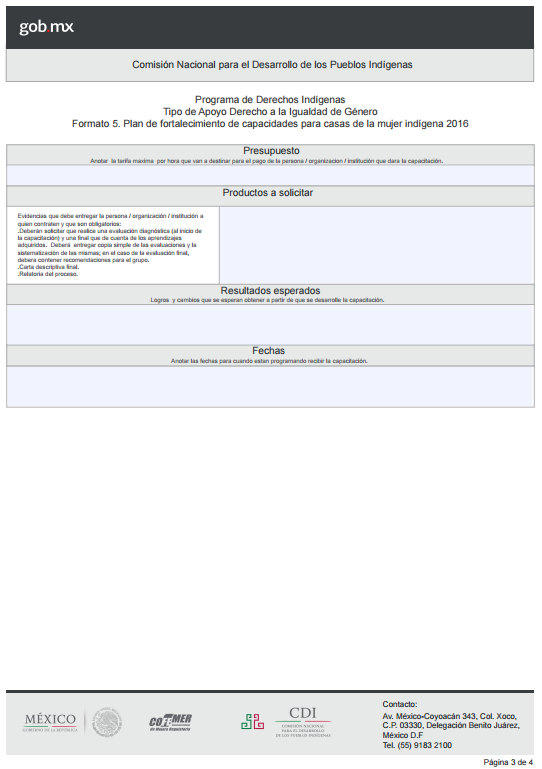 gob.mx
Comisión Nacional para el Desarrollo de los Pueblos Indígenas
Programa de Derechos Indígenas
Tipo de Apoyo Derecho a la Igualdad de Género
Formato 5. Plan de fortalecimiento de capacidades para casas de la mujer indígena 2016
Presupuesto
Anotar la tarifa maxima por hora que van a destinar para el pago de la persona / organizacion / institución que dara la capacitación.
Productos a solicitar
Evidencias que debe entregar la persona / organización / institución a
quien contraten y que son obligatorios:
.Deberán solicitar que realice una evaluación diagnóstica (al inicio de
la capacitación) y una final que de cuenta de los aprendizajes
adquiridos. Deberá entregar copia simple de las evaluaciones y la
sistematización de las mismas; en el caso de la evaluación final,
debera contener recomendaciones para el grupo.
.Carta descriptiva final.
.Relatoria del proceso.
Resultados esperados
Logros y cambios que se esperan obtener a partir de que se desarrolle la capacitación.
Fechas
Anotar las fechas para cuando estan programando recibir la capacitación.
MÉXICO
GOBIERNO DE LA REPÚBLICA
COFEMER
de Mejora Regulatoria
CDI
COMISIÓN NACIONAL
PARA EL DESARROLLO
DE LOS PUEBLOS INDÍGENAS
Contacto:
Av. México-Coyoacán 343, Col. Xoco,
C.P. 03330, Delegación Benito Juárez,
México D.F
Tel. (55) 9183 2100
Página 3 de 4